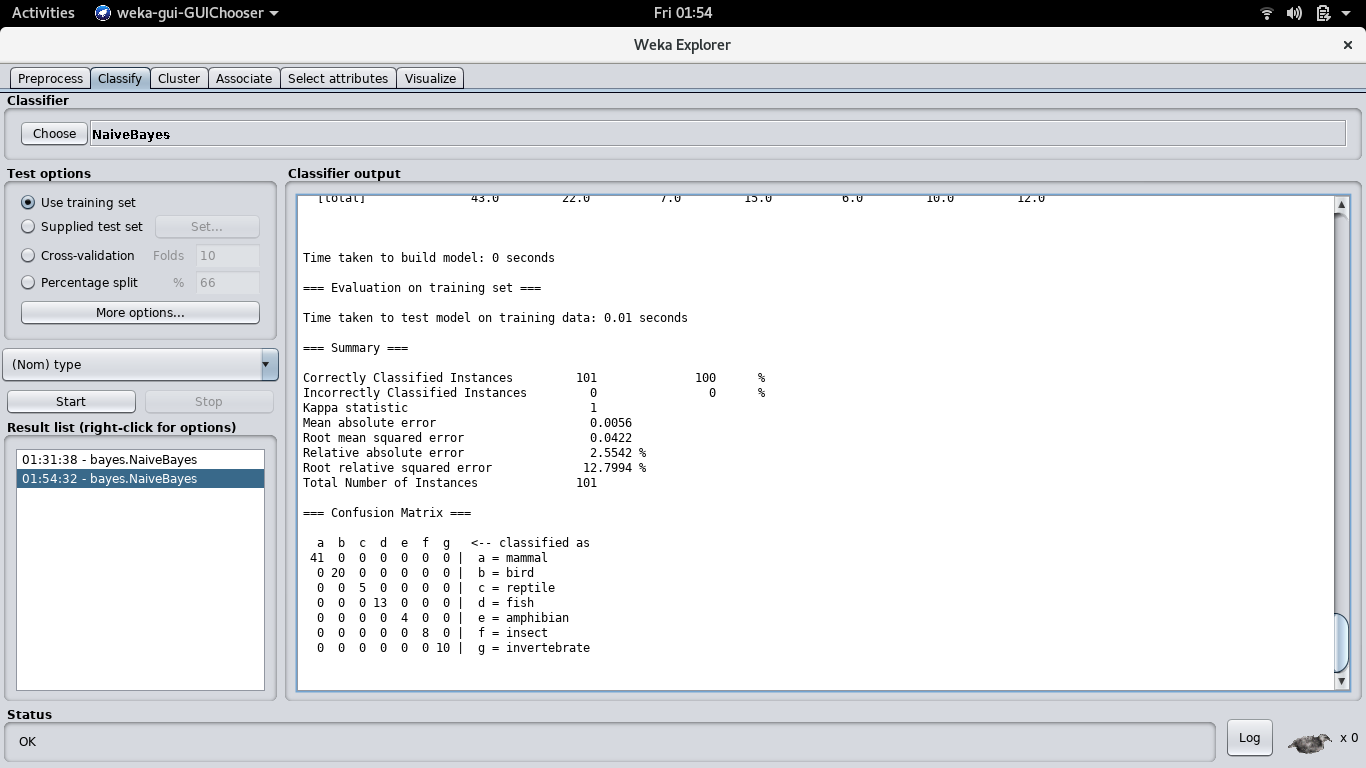 Activities weka-gui-GUIChooser Fri 01:54
Weka Explorer ×
Preprocess Classify Cluster Associate Select attributes Visualize
Classifier
Choose NaiveBayes
Test options
Use training set
Supplied test set Set...
Cross-validation Folds 10
Percentage split % 66
More options...
(Nom) type
Start Stop
Result list (right-click for options)
01:31:38 - bayes.NaiveBayes
01:54:32 - bayes.NaiveBayes
Classifier output
[total] 43.0 22.0 7.0 15.0 6.0 10.0 12.0
Time taken to build model: 0 seconds
=== Evaluation on training set ===
Time taken to test model on training data: 0.01 seconds
=== Summary ===
Correctly Classified Instances 101 100 %
Incorrectly Classified Instances 0 0 %
Kappa statistic 1
Mean absolute error 0.0056
Root mean squared error 0.0422
Relative absolute error 2.5542 %
Root relative squared error 12.7994 %
Total Number of Instances 101
=== Confusion Matrix ===
a b c d e f g <-- classified as
41 0 0 0 0 0 0 | a = mammal
0 20 0 0 0 0 0 | b = bird
0 0 5 0 0 0 0 | c = reptile
0 0 0 13 0 0 0 | d = fish
0 0 0 0 4 0 0 | e = amphibian
0 0 0 0 0 8 0 | f = insect
0 0 0 0 0 0 10 | g = invertebrate
Status
OK Log x 0